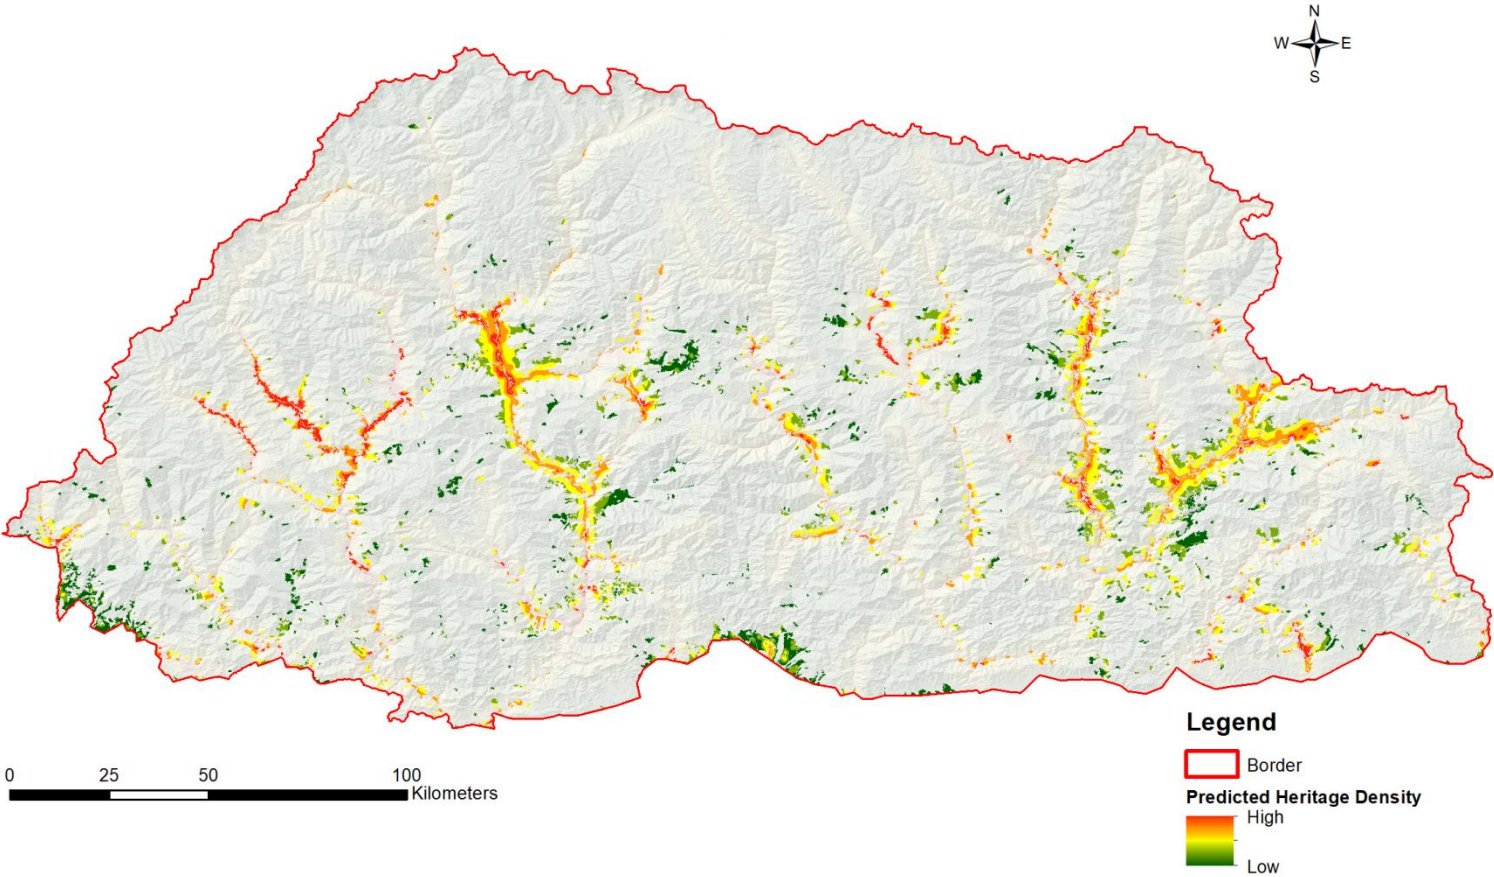 N
W E
S
0 25 50 100
Kilometers
Legend
Border
Predicted Heritage Density
High
Low